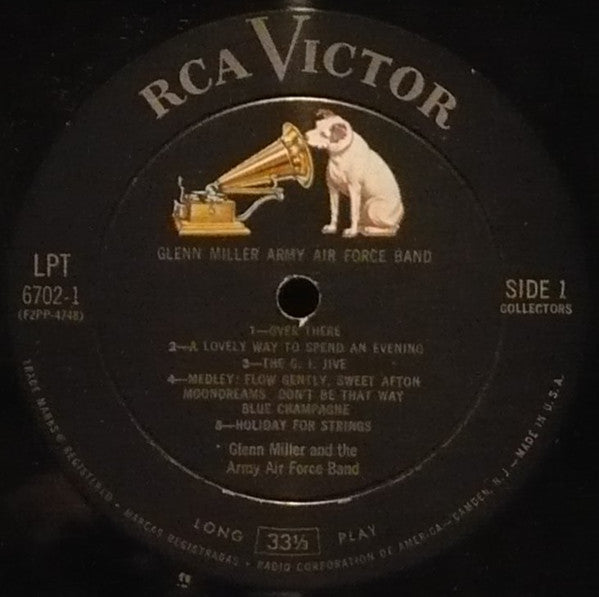 RCA VICTOR
GLENN MILLER ARMY AIR FORCE BAND
LPT
6702-1
(F2PP-4748)
SIDE 1
COLLECTORS
1—OVER THERE
2—A LOVELY WAY TO SPEND AN EVENING
3—THE G. I. JIVE
4—MEDLEY: FLOW GENTLY, SWEET AFTON
MOONDREAMS, DON'T BE THAT WAY
BLUE CHAMPAGNE
5—HOLIDAY FOR STRINGS
Glenn Miller and the
Army Air Force Band
LONG 33⅓ PLAY
TRADE MARKS ® REGISTERED • MARCAS REGISTRADAS • RADIO CORPORATION OF AMERICA—CAMDEN, N. J.—MADE IN U.S.A.